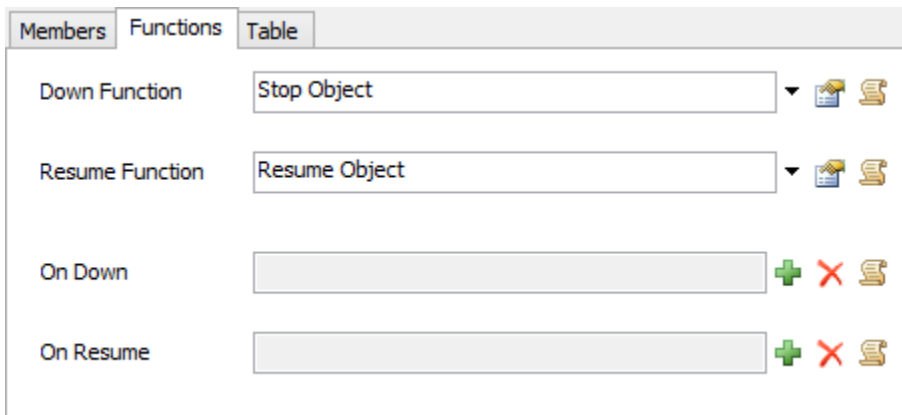 Members Functions Table
Down Function Stop Object
Resume Function Resume Object
On Down
On Resume